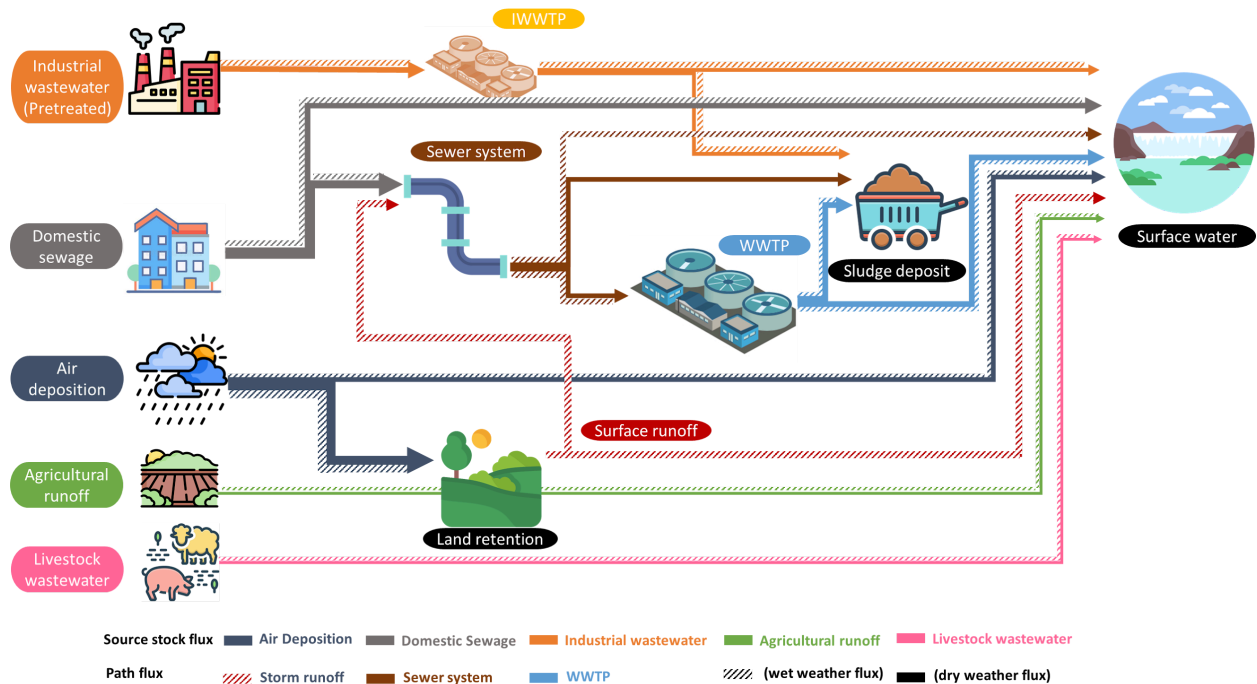 IWWTP
Industrial
wastewater
(Pretreated)
Sewer system
Domestic
sewage
WWTP
Sludge deposit
Surface water
Air
deposition
Surface runoff
Agricultural
runoff
Land retention
Livestock
wastewater
Source stock flux Air Deposition Domestic Sewage Industrial wastewater Agricultural runoff Livestock wastewater
Path flux Storm runoff Sewer system WWTP (wet weather flux) (dry weather flux)